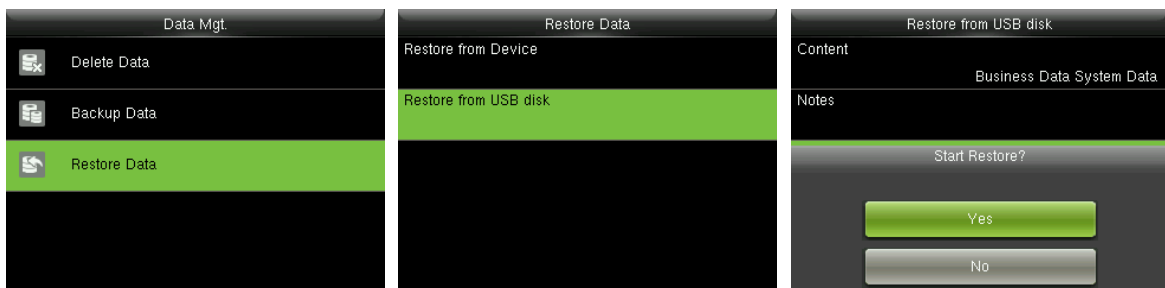 Data Mgt.
Delete Data
Backup Data
Restore Data
Restore Data
Restore from Device
Restore from USB disk
Restore from USB disk
Content
Business Data System Data
Notes
Start Restore?
Yes
No